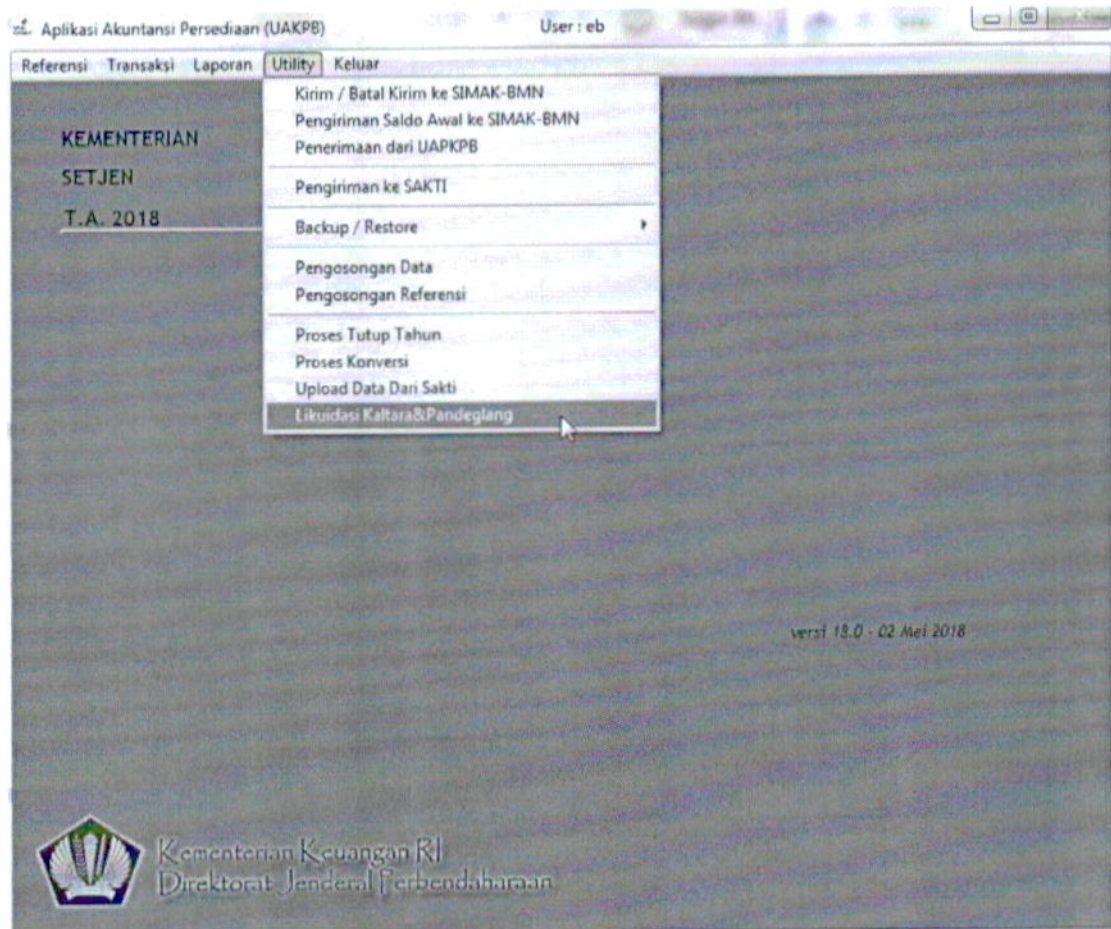 Aplikasi Akuntansi Persediaan (UAKPB) User : eb
Referensi Transaksi Laporan Utility Keluar
Kirim / Batal Kirim ke SIMAK-BMN
Pengiriman Saldo Awal ke SIMAK-BMN
Penerimaan dari UAPKPB
Pengiriman ke SAKTI
Backup / Restore
Pengosongan Data
Pengosongan Referensi
Proses Tutup Tahun
Proses Konversi
Upload Data Dari Sakti
Likuidasi Kaltara&Pandeglang
KEMENTERIAN
SETJEN
T.A. 2018
versi 18.0 - 02 Mei 2018
Kementerian Keuangan RI
Direktorat Jenderal Perbendaharaan